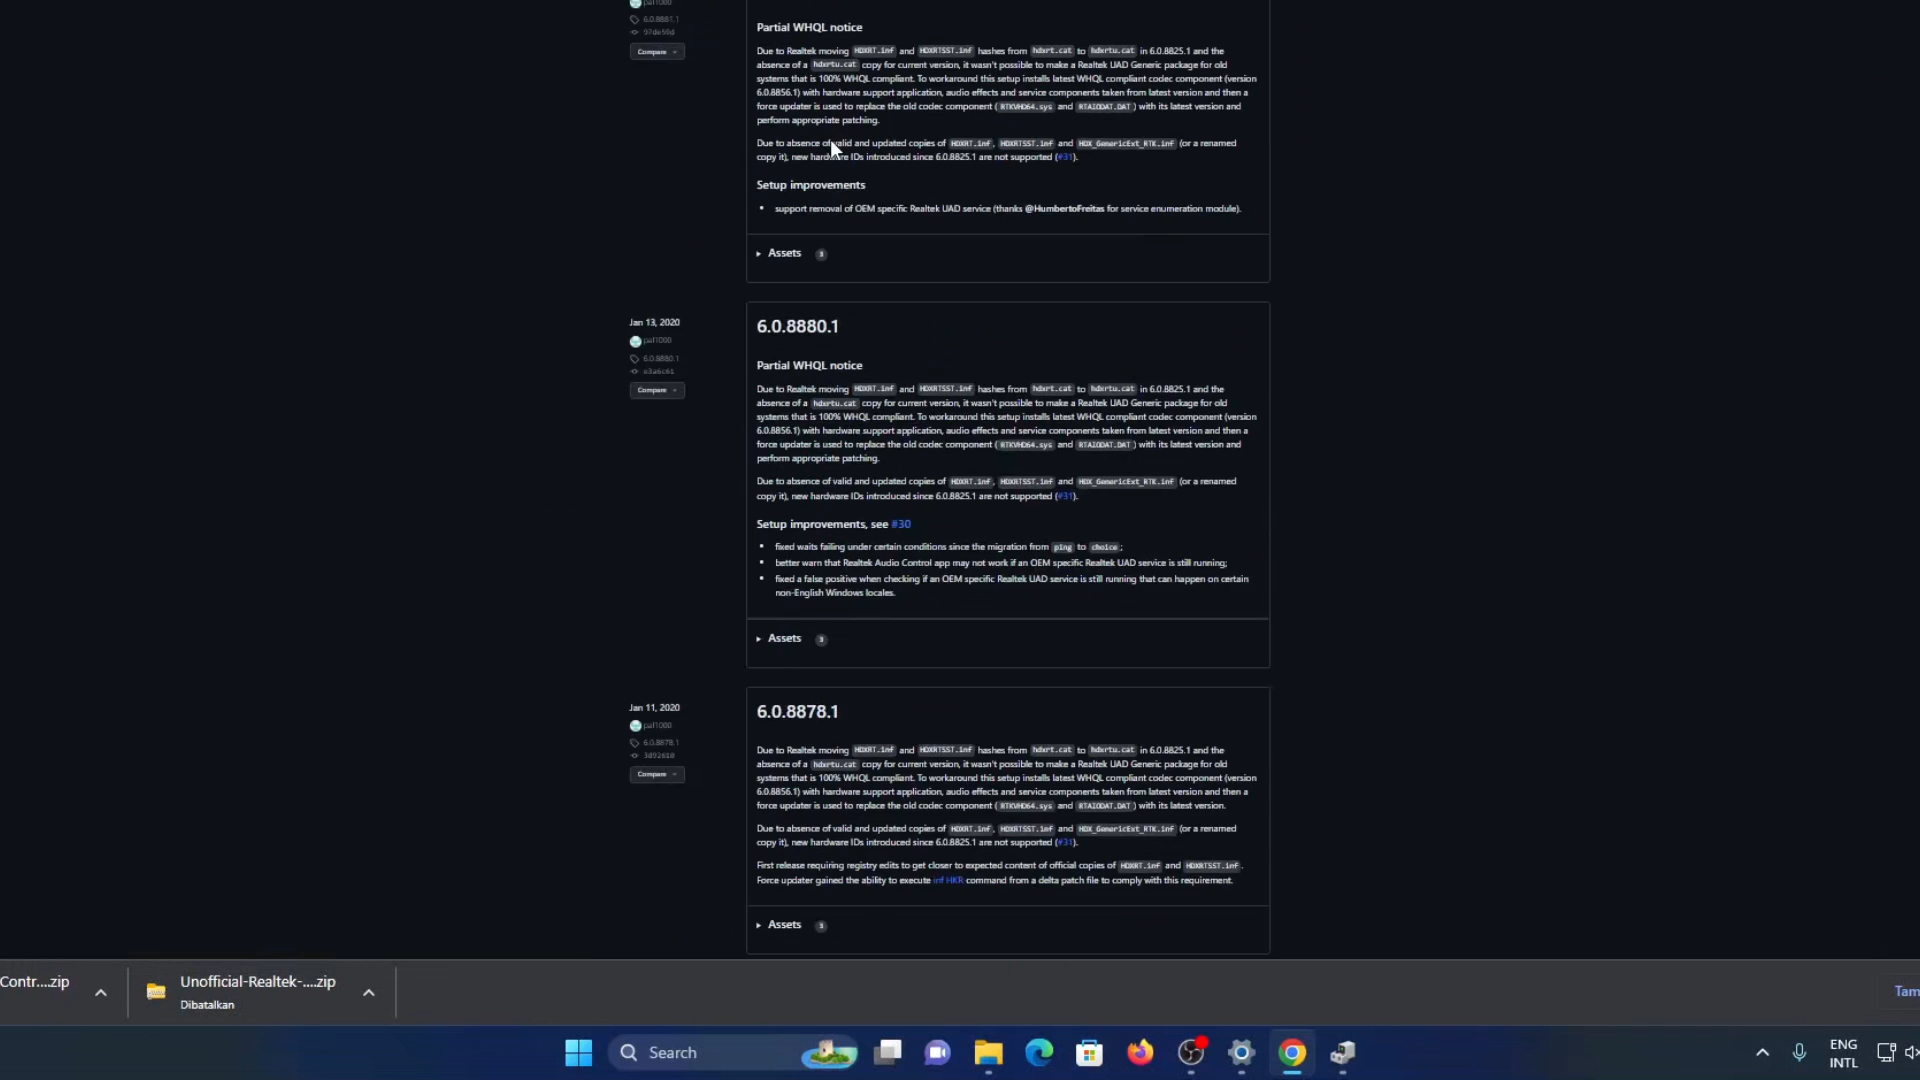 paf1000
6.0.8881.1
97de59d
Compare
Partial WHQL notice
Due to Realtek moving HDXRT.inf and HDXRTSST.inf hashes from hdxrt.cat to hdxrtu.cat in 6.0.8825.1 and the
absence of a hdxrtu.cat copy for current version, it wasn't possible to make a Realtek UAD Generic package for old
systems that is 100% WHQL compliant. To workaround this setup installs latest WHQL compliant codec component (version
6.0.8856.1) with hardware support application, audio effects and service components taken from latest version and then a
force updater is used to replace the old codec component ( RTKVHD64.sys and RTAIODAT.DAT ) with its latest version and
perform appropriate patching.
Due to absence of valid and updated copies of HDXRT.inf, HDXRTSST.inf and HDX_GenericExt_RTK.inf (or a renamed
copy it), new hardware IDs introduced since 6.0.8825.1 are not supported (#31).
Setup improvements
• support removal of OEM specific Realtek UAD service (thanks @HumbertoFreitas for service enumeration module).
Assets 3
Jan 13, 2020
paf1000
6.0.8880.1
e3a6c61
Compare
6.0.8880.1
Partial WHQL notice
Due to Realtek moving HDXRT.inf and HDXRTSST.inf hashes from hdxrt.cat to hdxrtu.cat in 6.0.8825.1 and the
absence of a hdxrtu.cat copy for current version, it wasn't possible to make a Realtek UAD Generic package for old
systems that is 100% WHQL compliant. To workaround this setup installs latest WHQL compliant codec component (version
6.0.8856.1) with hardware support application, audio effects and service components taken from latest version and then a
force updater is used to replace the old codec component ( RTKVHD64.sys and RTAIODAT.DAT ) with its latest version and
perform appropriate patching.
Due to absence of valid and updated copies of HDXRT.inf, HDXRTSST.inf and HDX_GenericExt_RTK.inf (or a renamed
copy it), new hardware IDs introduced since 6.0.8825.1 are not supported (#31).
Setup improvements, see #30
• fixed waits failing under certain conditions since the migration from ping to choice ;
• better warn that Realtek Audio Control app may not work if an OEM specific Realtek UAD service is still running;
• fixed a false positive when checking if an OEM specific Realtek UAD service is still running that can happen on certain
non-English Windows locales.
Assets 3
Jan 11, 2020
paf1000
6.0.8878.1
3d92610
Compare
6.0.8878.1
Due to Realtek moving HDXRT.inf and HDXRTSST.inf hashes from hdxrt.cat to hdxrtu.cat in 6.0.8825.1 and the
absence of a hdxrtu.cat copy for current version, it wasn't possible to make a Realtek UAD Generic package for old
systems that is 100% WHQL compliant. To workaround this setup installs latest WHQL compliant codec component (version
6.0.8856.1) with hardware support application, audio effects and service components taken from latest version and then a
force updater is used to replace the old codec component ( RTKVHD64.sys and RTAIODAT.DAT ) with its latest version.
Due to absence of valid and updated copies of HDXRT.inf, HDXRTSST.inf and HDX_GenericExt_RTK.inf (or a renamed
copy it), new hardware IDs introduced since 6.0.8825.1 are not supported (#31).
First release requiring registry edits to get closer to expected content of official copies of HDXRT.inf and HDXRTSST.inf.
Force updater gained the ability to execute inf HKR command from a delta patch file to comply with this requirement.
Assets 3
Contr....zip
Unofficial-Realtek-....zip
Dibatalkan
Tam
Search
ENG
INTL